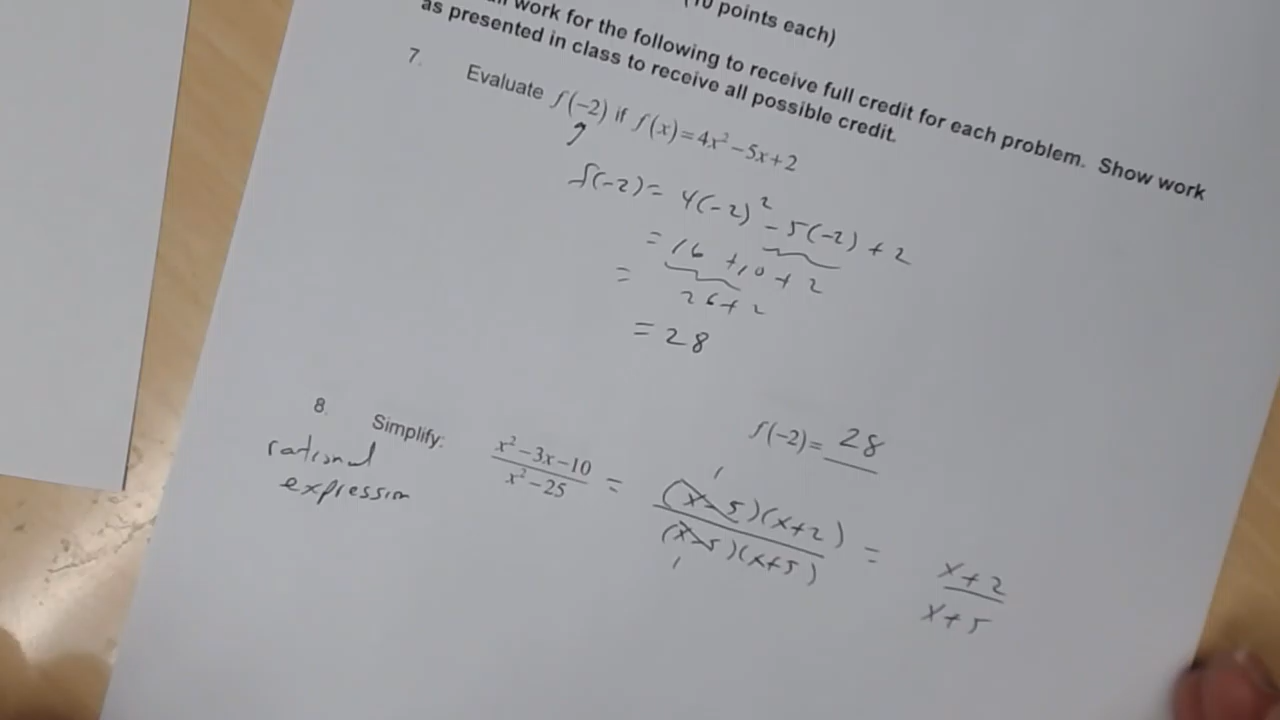 (10 points each)
work for the following to receive full credit for each problem. Show work
as presented in class to receive all possible credit.
7. Evaluate f(-2) if f(x)=4x²-5x+2
f(-2)= 4(-2)² -5(-2)+2
= 16 +10+2
= 26+2
= 28
f(-2)= 28
8. Simplify: x²-3x-10 / x²-25 = (x-5)(x+2) / (x-5)(x+5) = x+2 / x+5
1
1
rational
expression